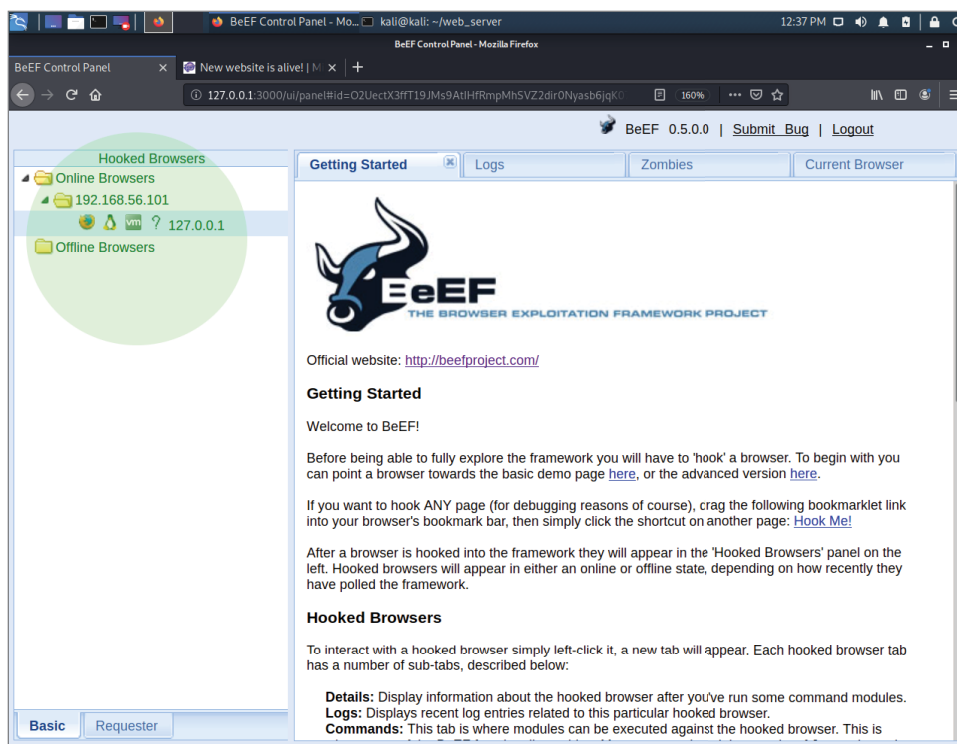 BeEF Control Panel - Mo...
kali@kali: ~/web_server
12:37 PM
BeEF Control Panel - Mozilla Firefox
BeEF Control Panel
New website is alive! | M
127.0.0.1:3000/ui/panel#id=O2UectX3ffT19JMs9AtIHfRmpMhSVZ2dir0Nyasb6jqK0
160%
BeEF 0.5.0.0 | Submit Bug | Logout
Hooked Browsers
Online Browsers
192.168.56.101
vm ? 127.0.0.1
Offline Browsers
Basic
Requester
Getting Started
Logs
Zombies
Current Browser
BeEF
THE BROWSER EXPLOITATION FRAMEWORK PROJECT
Official website: http://beefproject.com/
Getting Started
Welcome to BeEF!
Before being able to fully explore the framework you will have to 'hook' a browser. To begin with you
can point a browser towards the basic demo page here, or the advanced version here.
If you want to hook ANY page (for debugging reasons of course), crag the following bookmarklet link
into your browser's bookmark bar, then simply click the shortcut on another page: Hook Me!
After a browser is hooked into the framework they will appear in the 'Hooked Browsers' panel on the
left. Hooked browsers will appear in either an online or offline state, depending on how recently they
have polled the framework.
Hooked Browsers
To interact with a hooked browser simply left-click it, a new tab will appear. Each hooked browser tab
has a number of sub-tabs, described below:
Details: Display information about the hooked browser after you've run some command modules.
Logs: Displays recent log entries related to this particular hooked browser.
Commands: This tab is where modules can be executed against the hooked browser. This is